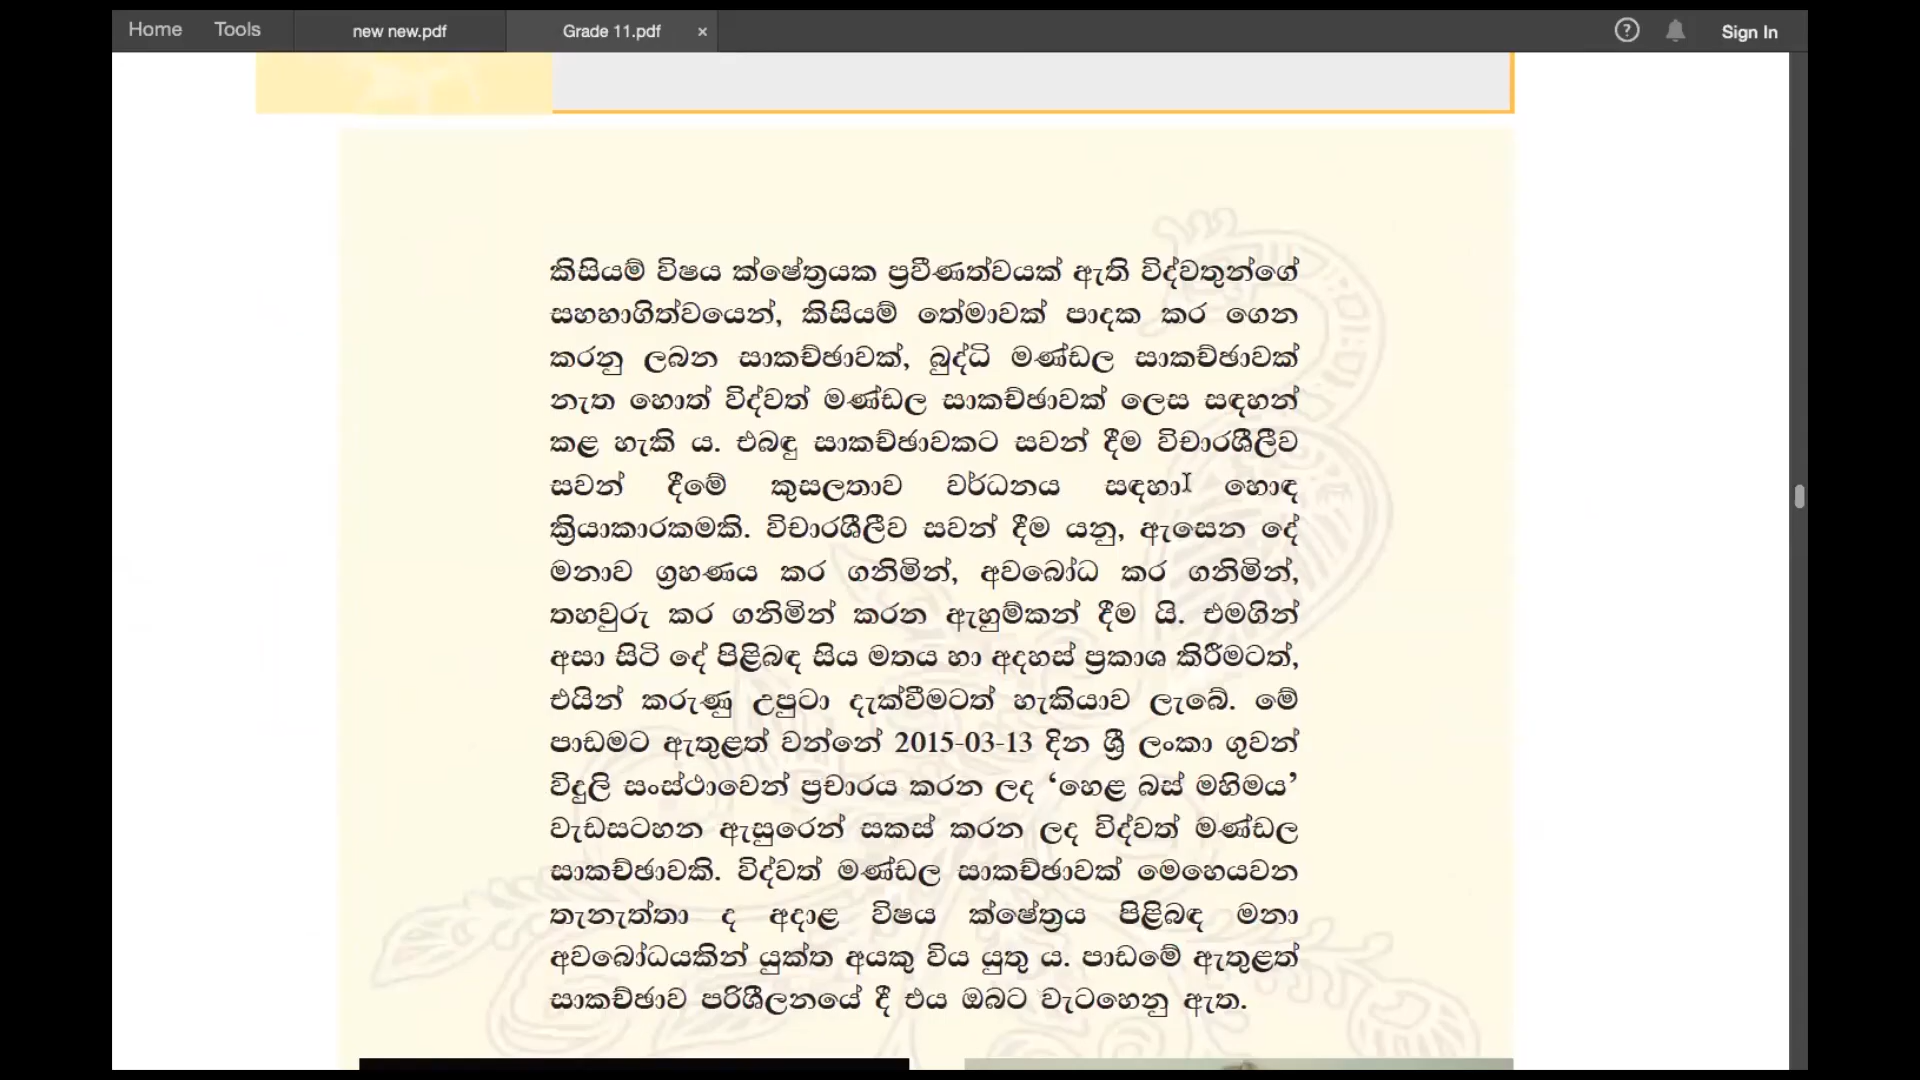 Home Tools new new.pdf Grade 11.pdf × ? Sign In
කිසියම් විෂය ක්ෂේත්‍රයක ප්‍රවීණත්වයක් ඇති විද්වතුන්ගේ
සහභාගිත්වයෙන්, කිසියම් තේමාවක් පාදක කර ගෙන
කරනු ලබන සාකච්ඡාවක්, බුද්ධි මණ්ඩල සාකච්ඡාවක්
නැත හොත් විද්වත් මණ්ඩල සාකච්ඡාවක් ලෙස සඳහන්
කළ හැකි ය. එබඳු සාකච්ඡාවකට සවන් දීම විචාරශීලීව
සවන් දීමේ කුසලතාව වර්ධනය සඳහා හොඳ
ක්‍රියාකාරකමකි. විචාරශීලීව සවන් දීම යනු, ඇසෙන දේ
මනාව ග්‍රහණය කර ගනිමින්, අවබෝධ කර ගනිමින්,
තහවුරු කර ගනිමින් කරන ඇහුම්කන් දීම යි. එමගින්
අසා සිටි දේ පිළිබඳ සිය මතය හා අදහස් ප්‍රකාශ කිරීමටත්,
එයින් කරුණු උපුටා දැක්වීමටත් හැකියාව ලැබේ. මේ
පාඩමට ඇතුළත් වන්නේ 2015-03-13 දින ශ්‍රී ලංකා ගුවන්
විදුලි සංස්ථාවෙන් ප්‍රචාරය කරන ලද ‘හෙළ බස් මහිමය’
වැඩසටහන ඇසුරෙන් සකස් කරන ලද විද්වත් මණ්ඩල
සාකච්ඡාවකි. විද්වත් මණ්ඩල සාකච්ඡාවක් මෙහෙයවන
තැනැත්තා ද අදාළ විෂය ක්ෂේත්‍රය පිළිබඳ මනා
අවබෝධයකින් යුක්ත අයකු විය යුතු ය. පාඩමේ ඇතුළත්
සාකච්ඡාව පරිශීලනයේ දී එය ඔබට වැටහෙනු ඇත.